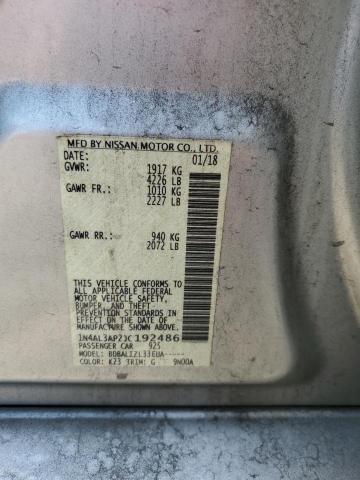 MFD BY NISSAN MOTOR CO., LTD.
DATE: 01/18
GVWR: 1917 KG
4226 LB
GAWR FR.: 1010 KG
2227 LB
GAWR RR.: 940 KG
2072 LB
THIS VEHICLE CONFORMS TO
ALL APPLICABLE FEDERAL
MOTOR VEHICLE SAFETY,
BUMPER, AND THEFT
PREVENTION STANDARDS IN
EFFECT ON THE DATE OF
MANUFACTURE SHOWN ABOVE.
1N4AL3AP2JC192486
PASSENGER CAR 925
MODEL: BDBALIZL33EUA-----
COLOR: K23 TRIM: G 9N00A